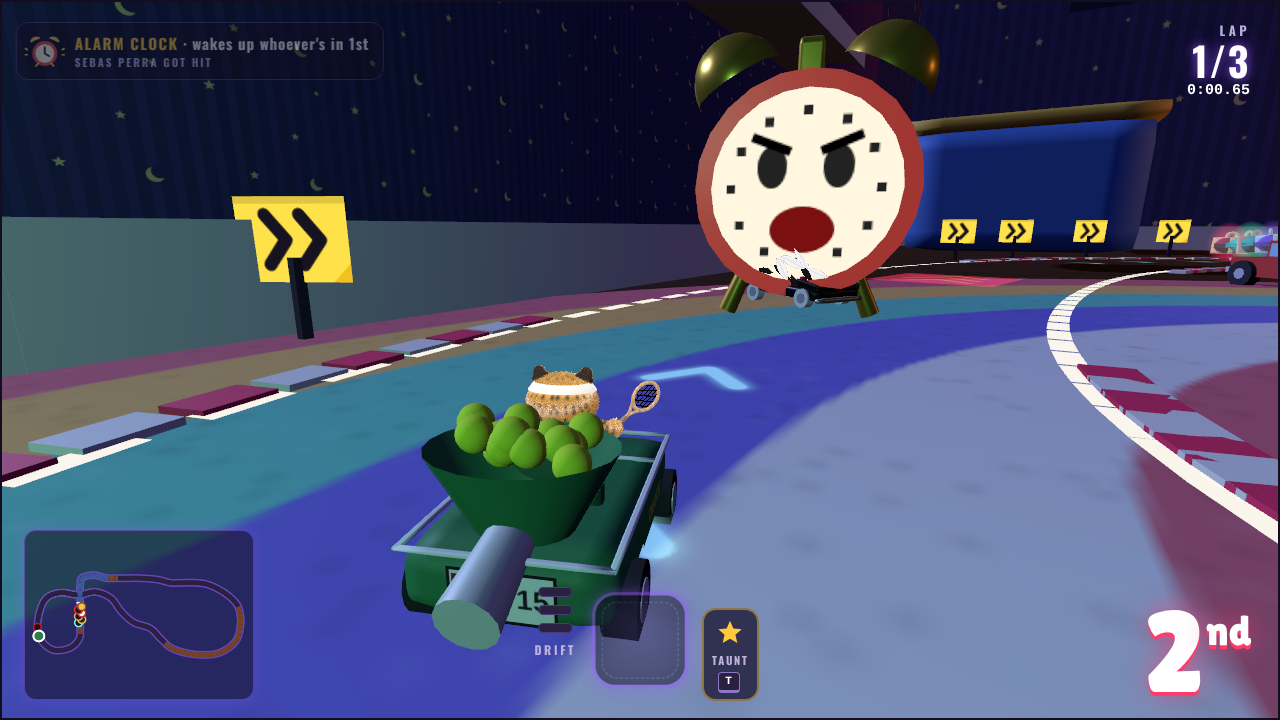 ALARM CLOCK · wakes up whoever's in 1st
SEBAS PERRA GOT HIT
LAP
1/3
0:00.65
15
DRIFT
TAUNT
T
2nd